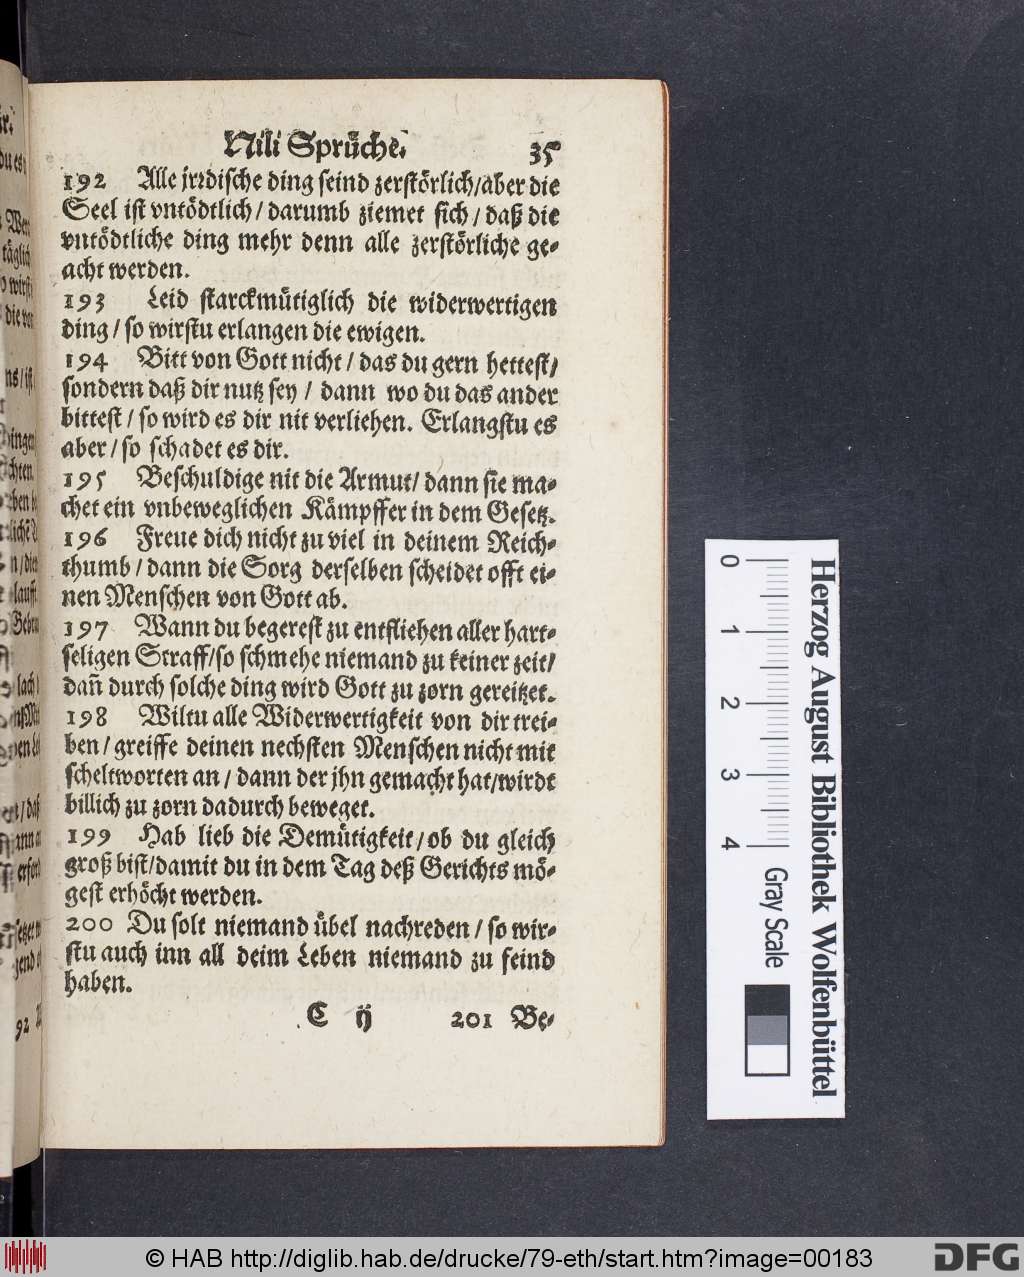 Nili Sprüche. 35
192 Alle jrꝛdische ding seind zerstörlich/aber die
Seel ist vntödtlich / darumb ziemet sich / daß die
vntödtliche ding mehr denn alle zerstörliche ge-
acht werden.
193 Leid starckmütiglich die widerwertigen
ding / so wirstu erlangen die ewigen.
194 Bitt von Gott nicht / das du gern hettest/
sondern daß dir nutz sey / dann wo du das ander
bittest / so wird es dir nit verliehen. Erlangstu es
aber / so schadet es dir.
195 Beschuldige nit die Armut/ dann sie ma-
chet ein vnbeweglichen Kämpffer in dem Gesetz.
196 Freue dich nicht zu viel in deinem Reich-
thumb / dann die Sorg derselben scheidet offt ei-
nen Menschen von Gott ab.
197 Wann du begerest zu entfliehen aller hart-
seligen Straff/so schmehe niemand zu keiner zeit/
dañ durch solche ding wird Gott zu zorn gereitzet.
198 Wiltu alle Widerwertigkeit von dir trei-
ben / greiffe deinen nechsten Menschen nicht mit
scheltworten an / dann der jhn gemacht hat/wirdt
billich zu zorn dadurch beweget.
199 Hab lieb die Demütigkeit / ob du gleich
groß bist/damit du in dem Tag deß Gerichts mö-
gest erhöcht werden.
200 Du solt niemand übel nachreden / so wir-
stu auch inn all deim Leben niemand zu feind
haben.
C ij 201 Be-
0 1 2 3 4
Gray Scale
Herzog August Bibliothek Wolfenbüttel
© HAB http://diglib.hab.de/drucke/79-eth/start.htm?image=00183
DFG